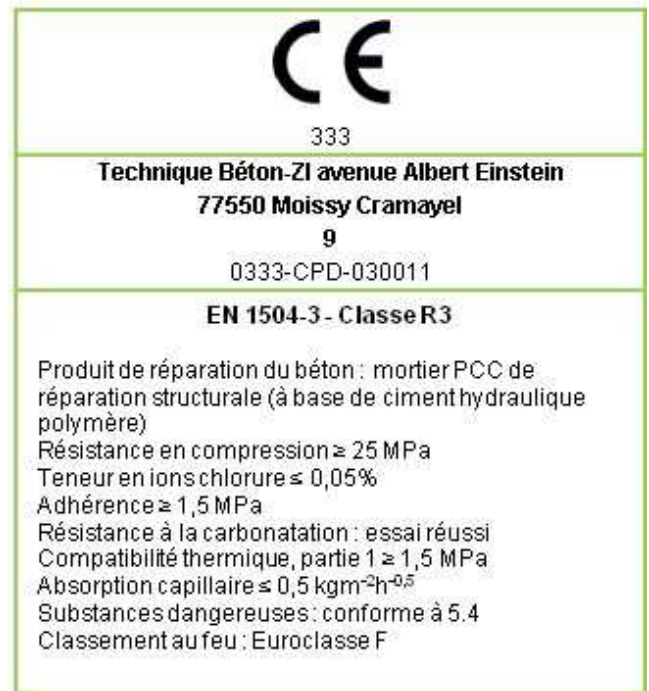 CE
333
Technique Béton-ZI avenue Albert Einstein
77550 Moissy Cramayel
9
0333-CPD-030011
EN 1504-3 - Classe R3
Produit de réparation du béton : mortier PCC de
réparation structurale (à base de ciment hydraulique
polymère)
Résistance en compression ≥ 25 MPa
Teneur en ions chlorure ≤ 0,05%
Adhérence ≥ 1,5 MPa
Résistance à la carbonatation : essai réussi
Compatibilité thermique, partie 1 ≥ 1,5 MPa
Absorption capillaire ≤ 0,5 kgm⁻²h⁻⁰·⁵
Substances dangereuses : conforme à 5.4
Classement au feu : Euroclasse F